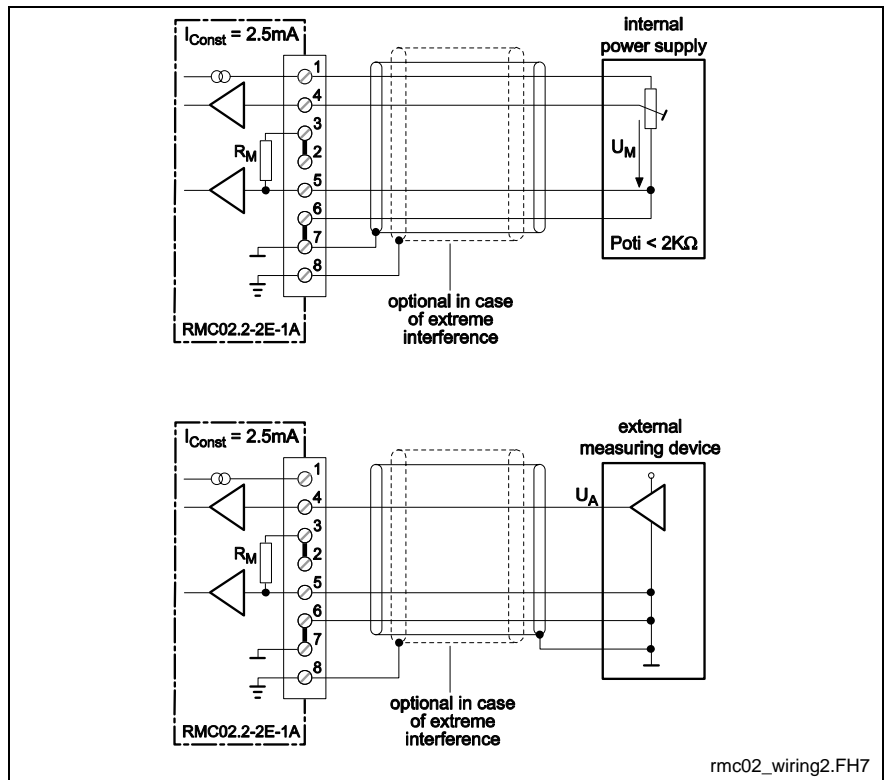 I_Const = 2.5mA
internal
power supply
1
4
3
R_M
2
U_M
5
6
7
Poti < 2KΩ
8
optional in case
of extreme
interference
RMC02.2-2E-1A
I_Const = 2.5mA
external
measuring device
1
U_A
4
3
R_M
2
5
6
7
8
optional in case
of extreme
interference
RMC02.2-2E-1A
rmc02_wiring2.FH7